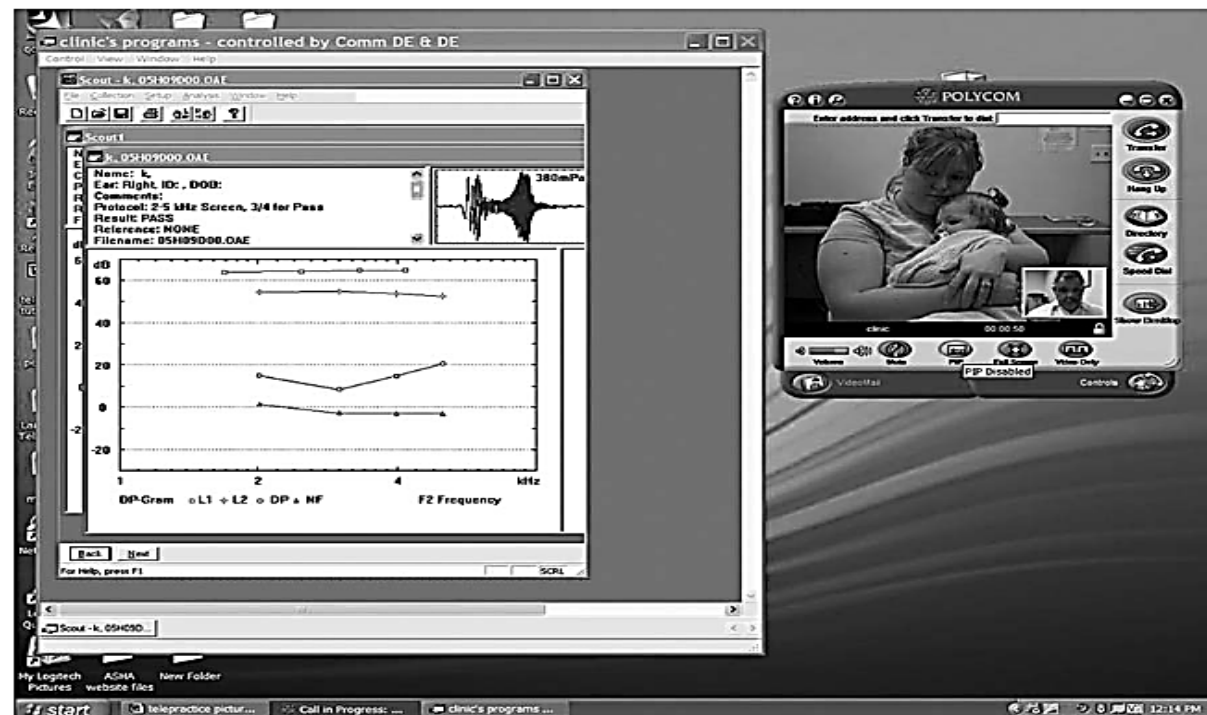 clinic's programs - controlled by Comm DE & DE
Control View Window Help
Scout - k, 05H09D00.OAE
File Collection Setup Analysis Window Help
Scout1
k, 05H09D00.OAE
Name: k,
Ear: Right, ID: , DOB:
Comments:
Protocol: 2-5 kHz Screen, 3/4 for Pass
Result: PASS
Reference: NONE
Filename: 05H09D00.OAE
380mPa
dB
60
40
20
0
-20
1 2 4 kHz
DP-Gram L1 L2 DP NF F2 Frequency
Back Next
For Help, press F1
SCRL
Scout - k, 05H09D...
POLYCOM
Enter address and click Transfer to dial:
Transfer
Hang Up
Directory
Speed Dial
Show Desktop
clinic 00:00:50
Volume Mute PIP Full Screen Video Only
PIP Disabled
VideoMail Controls
My Logitech Pictures
ASHA website files
New Folder
start telepractice pictur... Call in Progress: ... clinic's programs ... 12:14 PM